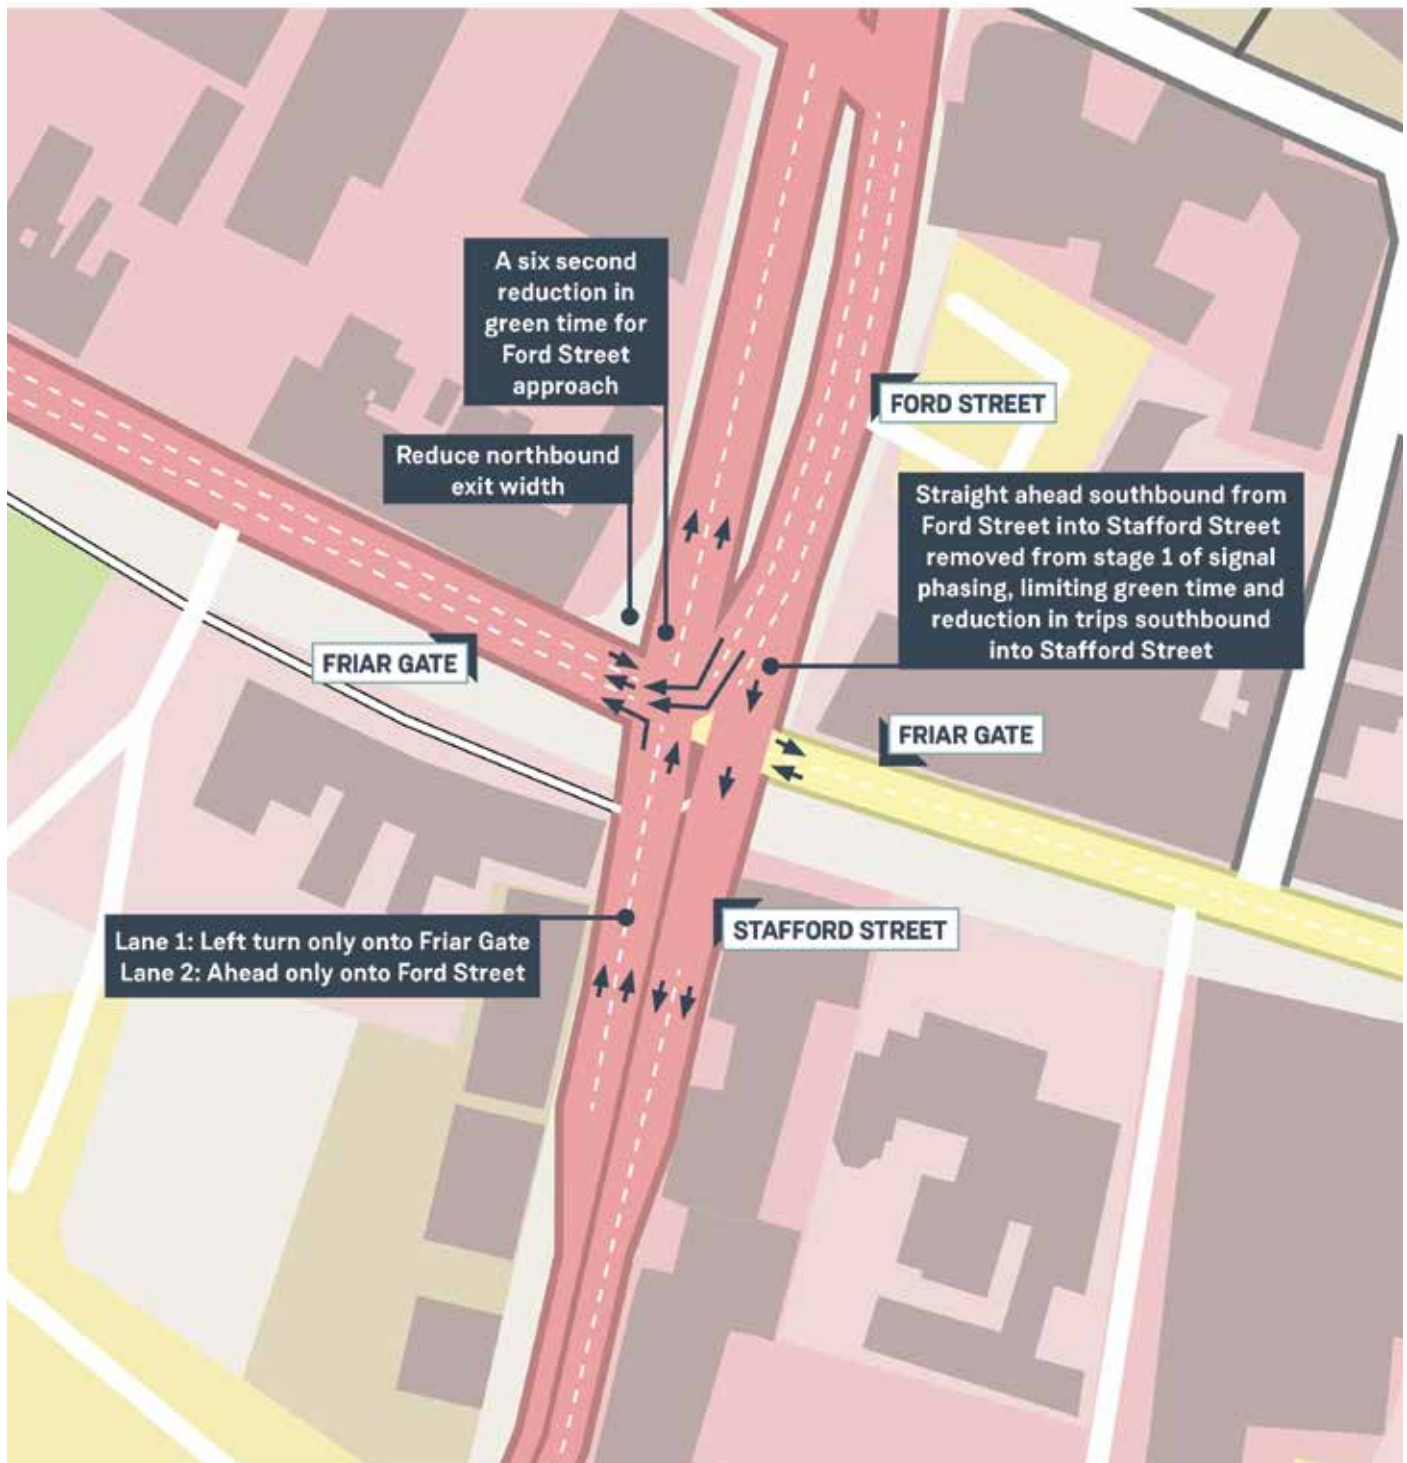 A six second
reduction in
green time for
Ford Street
approach
FORD STREET
Reduce northbound
exit width
Straight ahead southbound from
Ford Street into Stafford Street
removed from stage 1 of signal
phasing, limiting green time and
reduction in trips southbound
into Stafford Street
FRIAR GATE
FRIAR GATE
STAFFORD STREET
Lane 1: Left turn only onto Friar Gate
Lane 2: Ahead only onto Ford Street